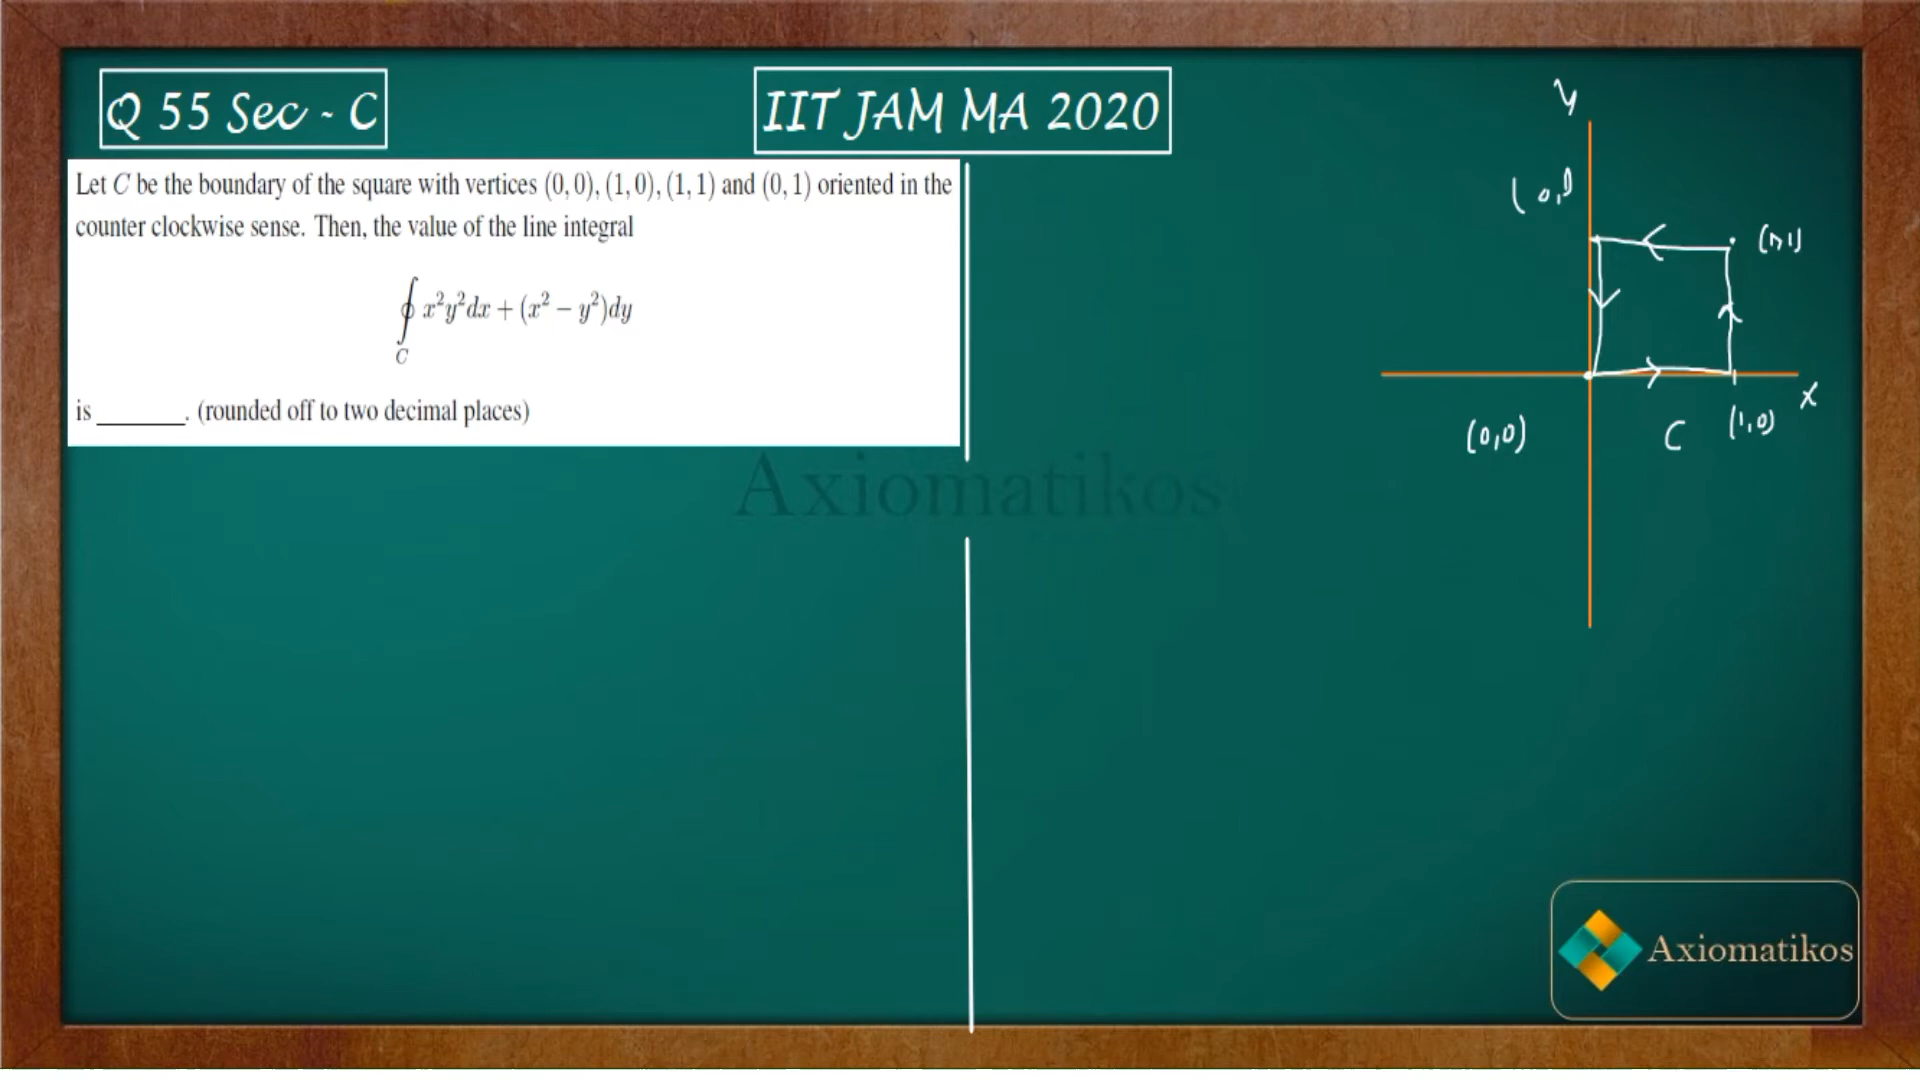 Q 55 Sec - C
IIT JAM MA 2020
Let C be the boundary of the square with vertices (0, 0), (1, 0), (1, 1) and (0, 1) oriented in the
counter clockwise sense. Then, the value of the line integral
∮_C x²y²dx + (x² − y²)dy
is _______. (rounded off to two decimal places)
y
(0,1)
(1,1)
x
(0,0)
C
(1,0)
Axiomatikos
Axiomatikos